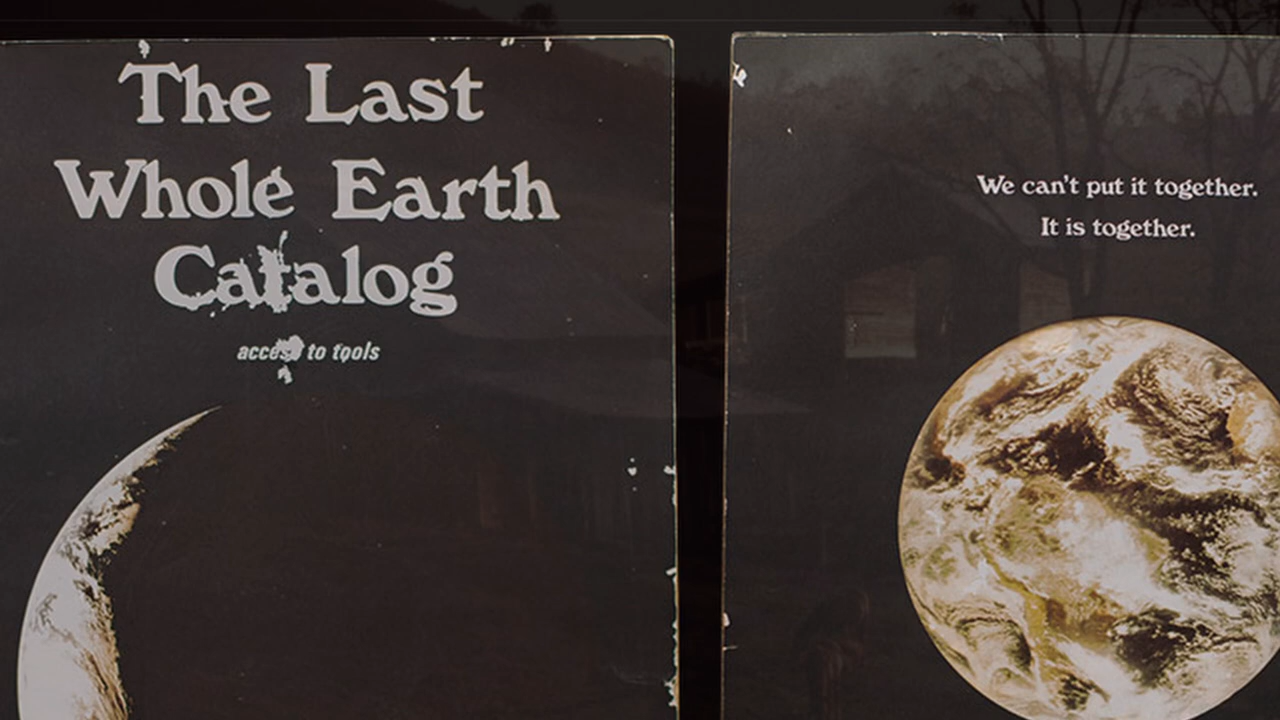 The Last
Whole Earth
Catalog
access to tools
We can't put it together.
It is together.